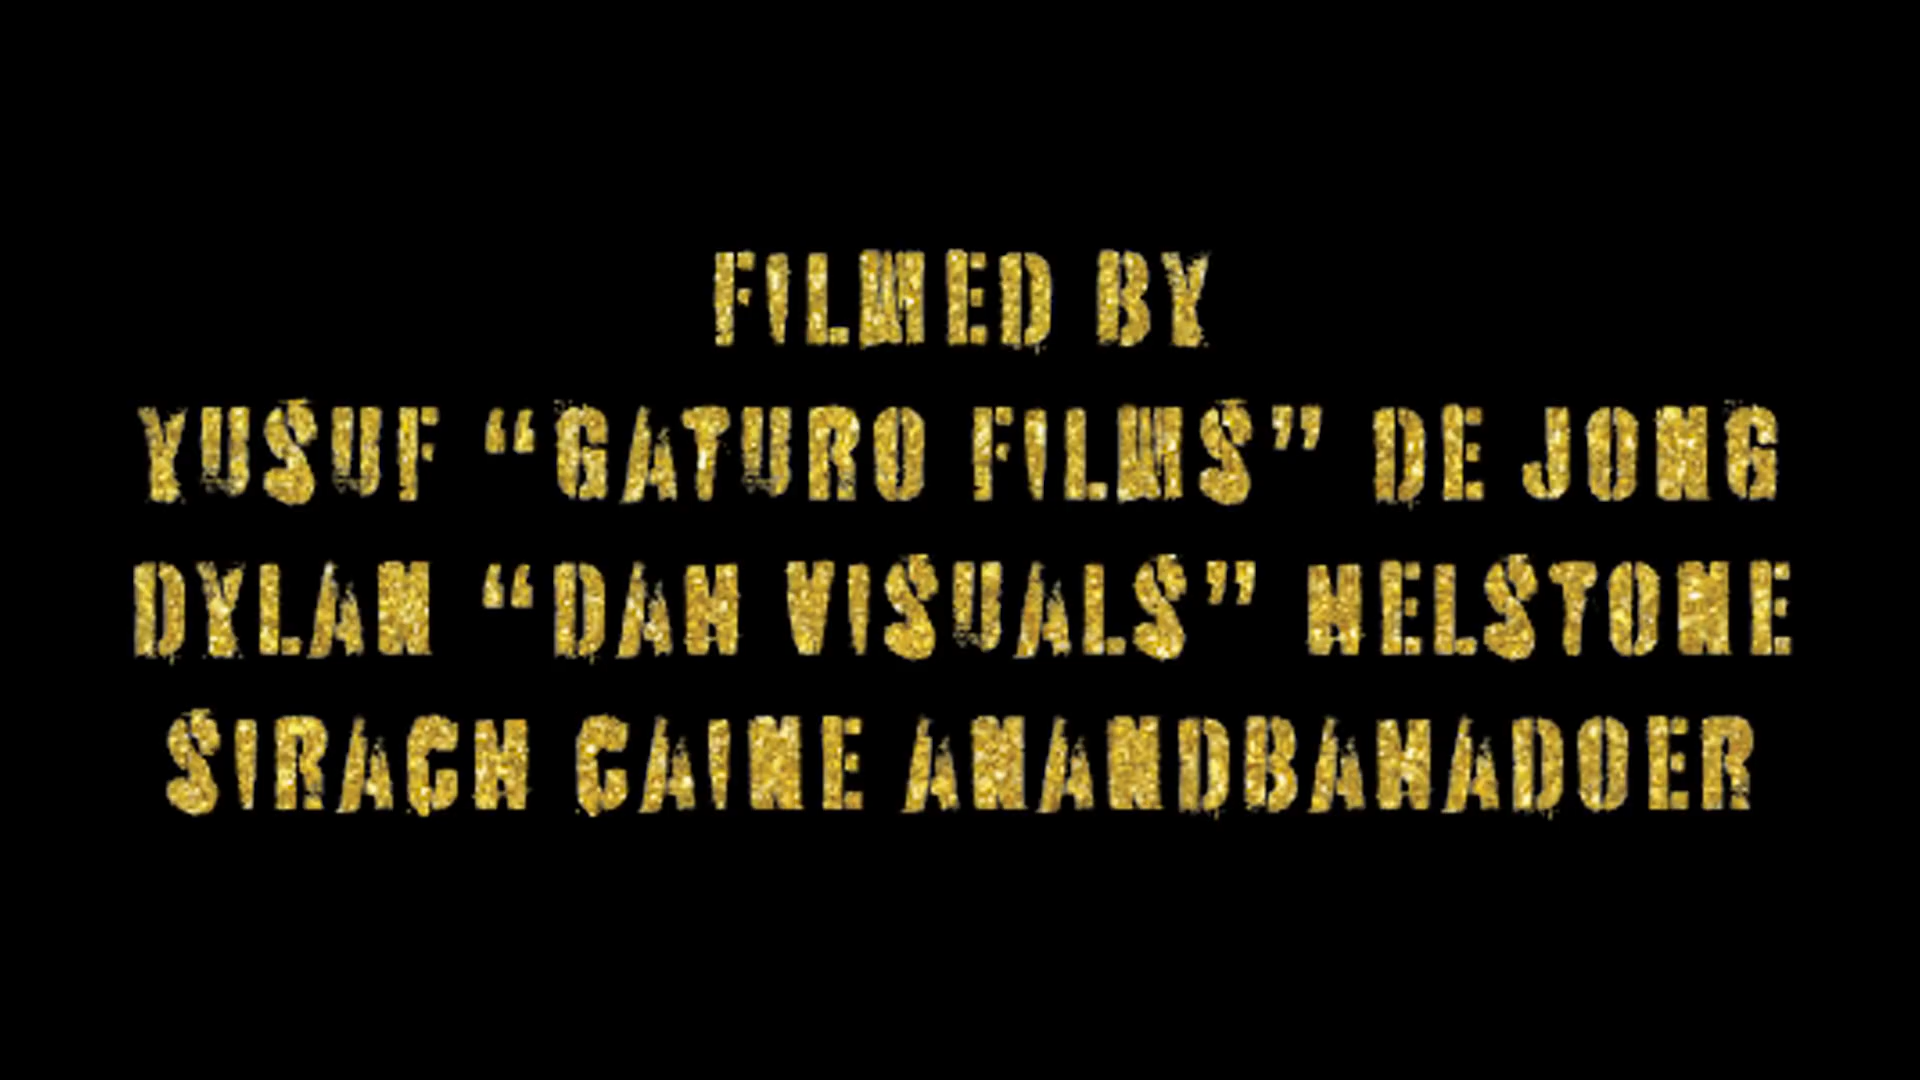 FILMED BY
YUSUF “GATURO FILMS” DE JONG
DYLAN “DAN VISUALS” NELSTONE
SIRACH CAINE ANANDBAHADOER